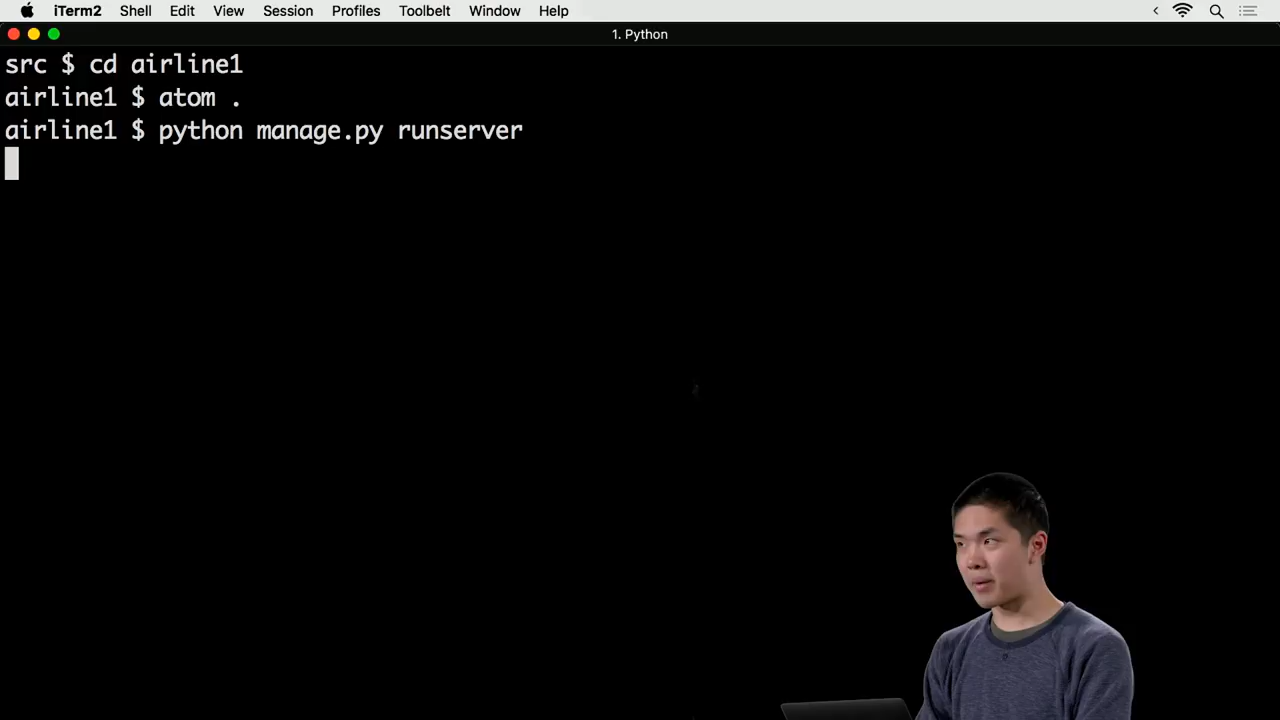 iTerm2 Shell Edit View Session Profiles Toolbelt Window Help
1. Python
src $ cd airline1
airline1 $ atom .
airline1 $ python manage.py runserver